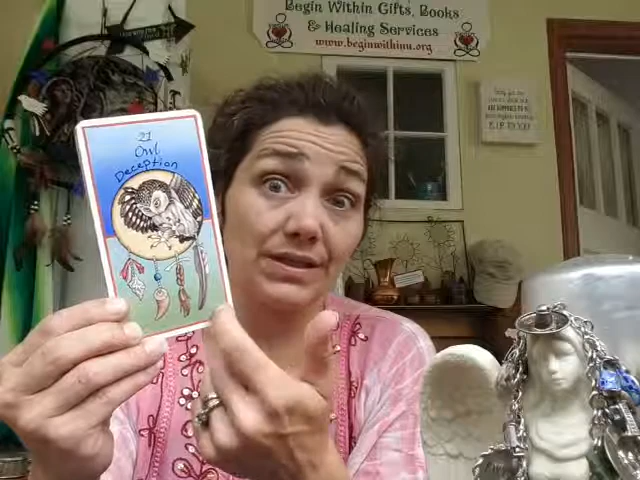 Begin Within Gifts, Books
& Healing Services
www.beginwithinu.org
21
Owl
Deception